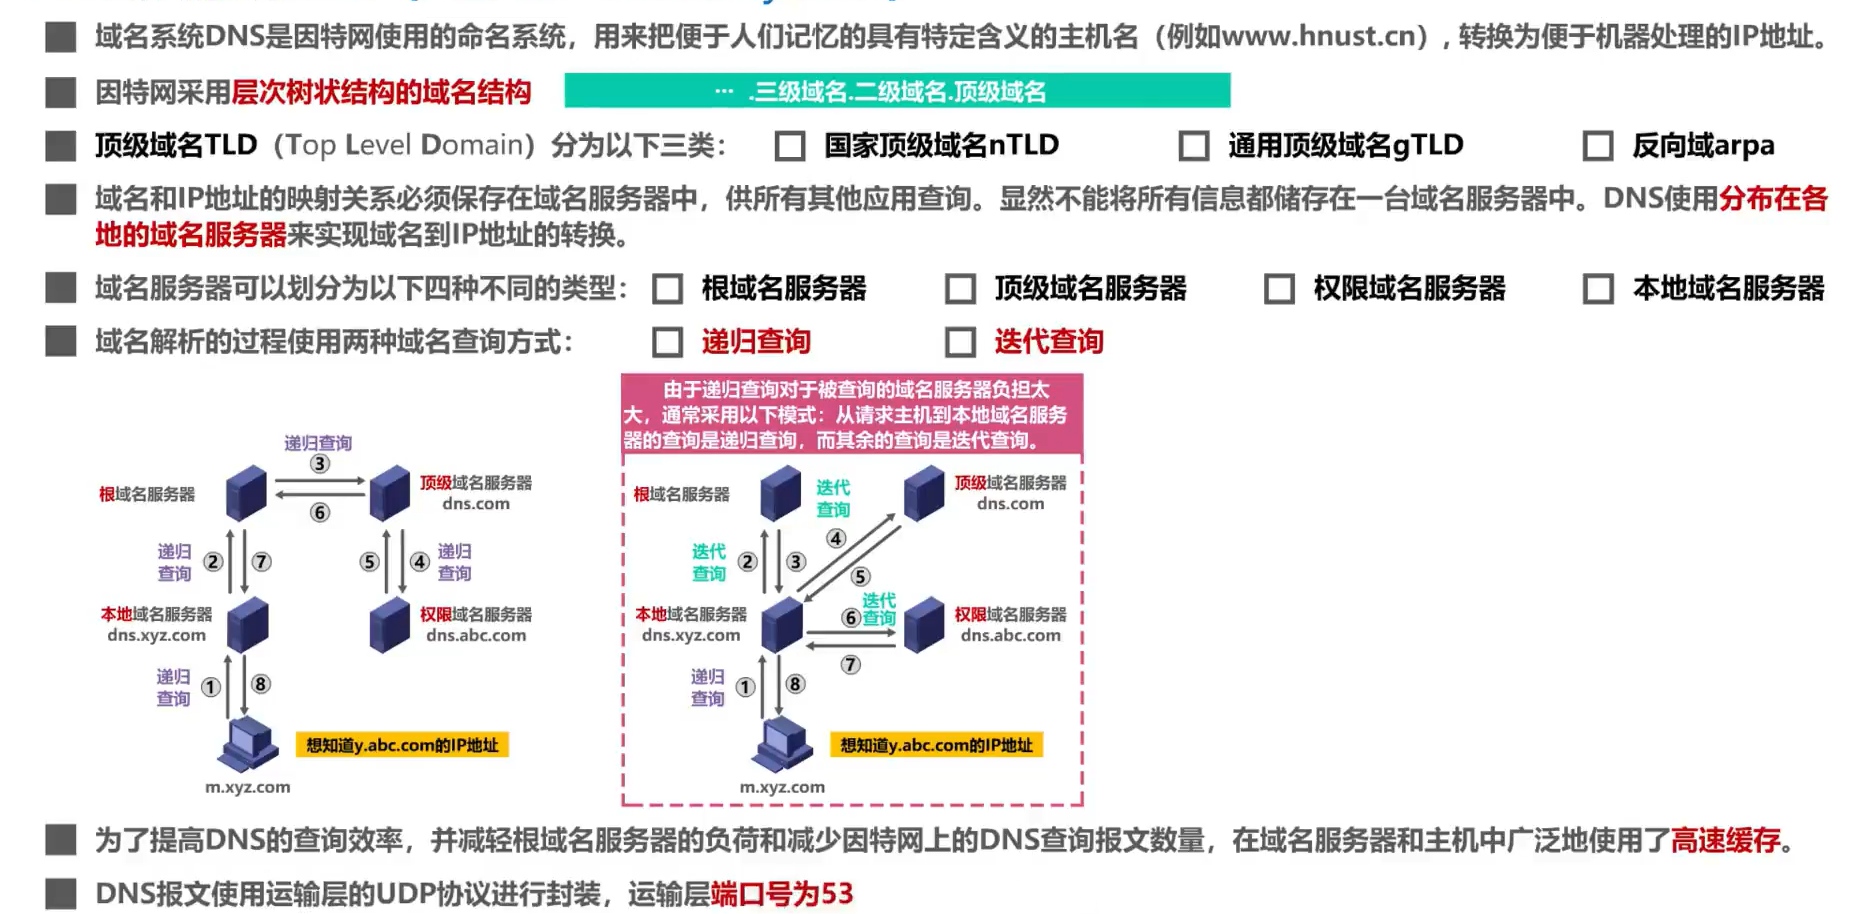 域名系统DNS是因特网使用的命名系统，用来把便于人们记忆的具有特定含义的主机名（例如www.hnust.cn）, 转换为便于机器处理的IP地址。
因特网采用层次树状结构的域名结构
… .三级域名.二级域名.顶级域名
顶级域名TLD（Top Level Domain）分为以下三类：
国家顶级域名nTLD
通用顶级域名gTLD
反向域arpa
域名和IP地址的映射关系必须保存在域名服务器中，供所有其他应用查询。显然不能将所有信息都储存在一台域名服务器中。DNS使用分布在各
地的域名服务器来实现域名到IP地址的转换。
域名服务器可以划分为以下四种不同的类型：
根域名服务器
顶级域名服务器
权限域名服务器
本地域名服务器
域名解析的过程使用两种域名查询方式：
递归查询
迭代查询
递归查询
③
根域名服务器
顶级域名服务器
dns.com
⑥
递归
查询
②
⑦
⑤
④
递归
查询
本地域名服务器
dns.xyz.com
权限域名服务器
dns.abc.com
递归
查询
①
⑧
想知道y.abc.com的IP地址
m.xyz.com
由于递归查询对于被查询的域名服务器负担太
大，通常采用以下模式：从请求主机到本地域名服务
器的查询是递归查询，而其余的查询是迭代查询。
根域名服务器
迭代
查询
顶级域名服务器
dns.com
④
迭代
查询
②
③
⑤
本地域名服务器
dns.xyz.com
迭代
查询
⑥
权限域名服务器
dns.abc.com
⑦
递归
查询
①
⑧
想知道y.abc.com的IP地址
m.xyz.com
为了提高DNS的查询效率，并减轻根域名服务器的负荷和减少因特网上的DNS查询报文数量，在域名服务器和主机中广泛地使用了高速缓存。
DNS报文使用运输层的UDP协议进行封装，运输层端口号为53